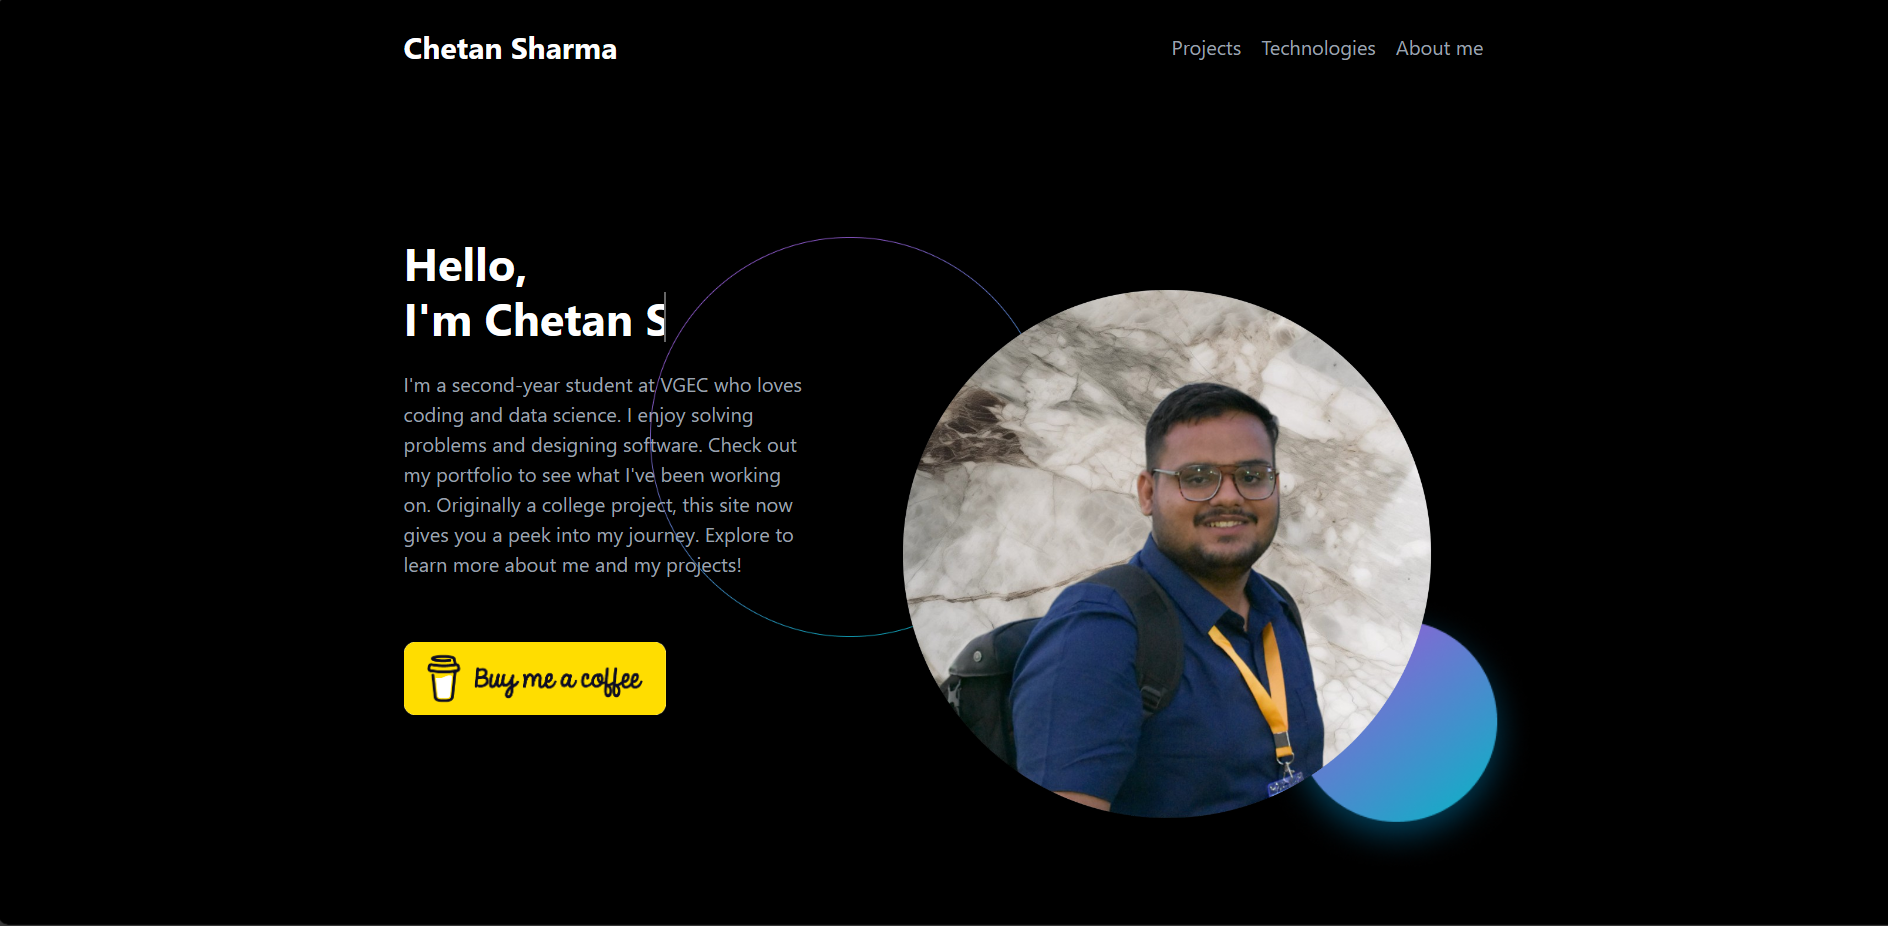 Chetan Sharma
Projects Technologies About me
Hello,
I'm Chetan S
I'm a second-year student at VGEC who loves
coding and data science. I enjoy solving
problems and designing software. Check out
my portfolio to see what I've been working
on. Originally a college project, this site now
gives you a peek into my journey. Explore to
learn more about me and my projects!
Buy me a coffee